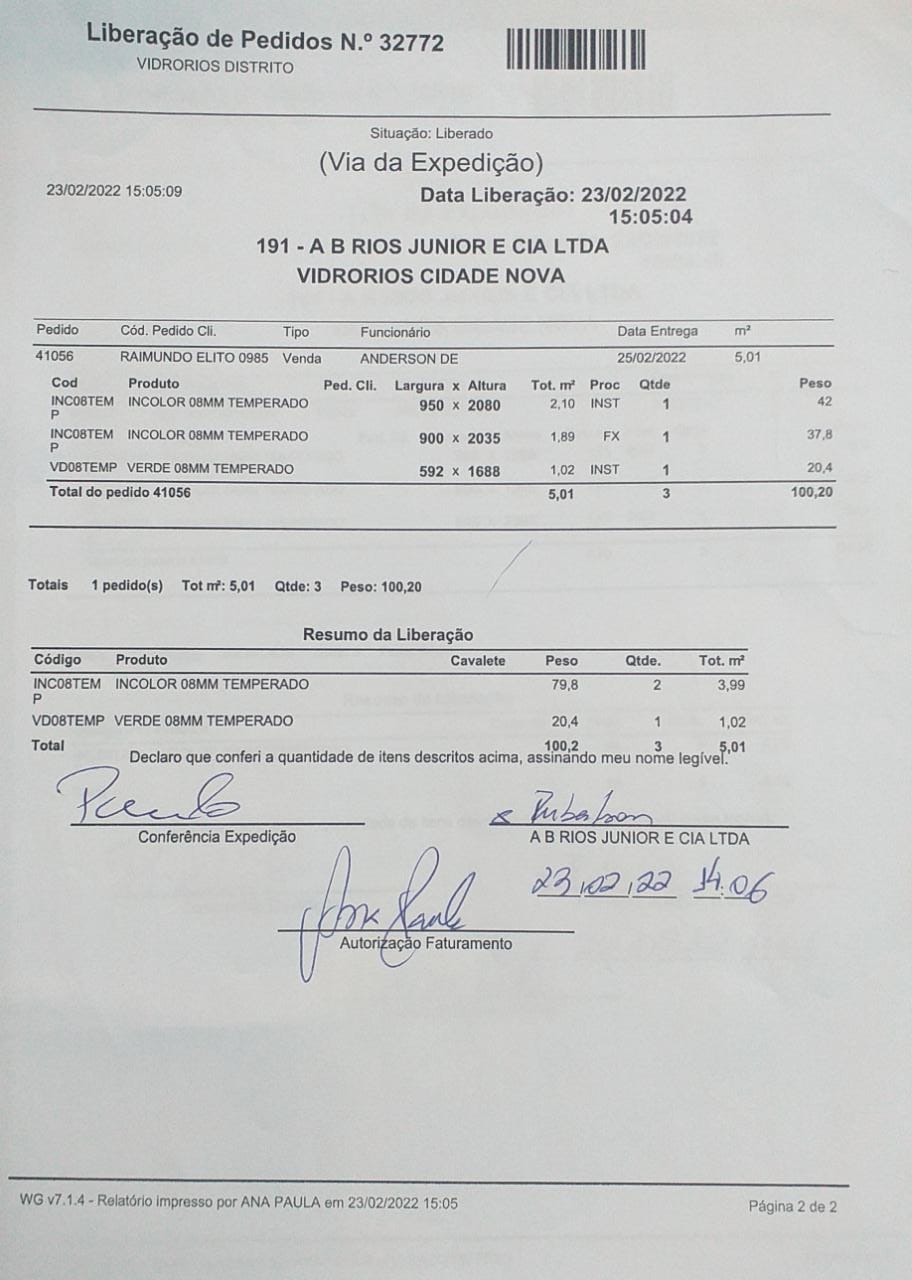 Liberação de Pedidos N.º 32772
VIDRORIOS DISTRITO
Situação: Liberado
(Via da Expedição)
23/02/2022 15:05:09 Data Liberação: 23/02/2022
15:05:04
191 - A B RIOS JUNIOR E CIA LTDA
VIDRORIOS CIDADE NOVA
Pedido Cód. Pedido Cli. Tipo Funcionário Data Entrega m²
41056 RAIMUNDO ELITO 0985 Venda ANDERSON DE 25/02/2022 5,01
Cod Produto Ped. Cli. Largura x Altura Tot. m² Proc Qtde Peso
INC08TEM INCOLOR 08MM TEMPERADO 950 x 2080 2,10 INST 1 42
P
INC08TEM INCOLOR 08MM TEMPERADO 900 x 2035 1,89 FX 1 37,8
P
VD08TEMP VERDE 08MM TEMPERADO 592 x 1688 1,02 INST 1 20,4
Total do pedido 41056 5,01 3 100,20
Totais 1 pedido(s) Tot m²: 5,01 Qtde: 3 Peso: 100,20
Resumo da Liberação
Código Produto Cavalete Peso Qtde. Tot. m²
INC08TEM INCOLOR 08MM TEMPERADO 79,8 2 3,99
P
VD08TEMP VERDE 08MM TEMPERADO 20,4 1 1,02
Total 100,2 3 5,01
Declaro que conferi a quantidade de itens descritos acima, assinando meu nome legível.
Conferência Expedição A B RIOS JUNIOR E CIA LTDA
23/02/22 14:06
Ana Paula
Autorização Faturamento
WG v7.1.4 - Relatório impresso por ANA PAULA em 23/02/2022 15:05 Página 2 de 2